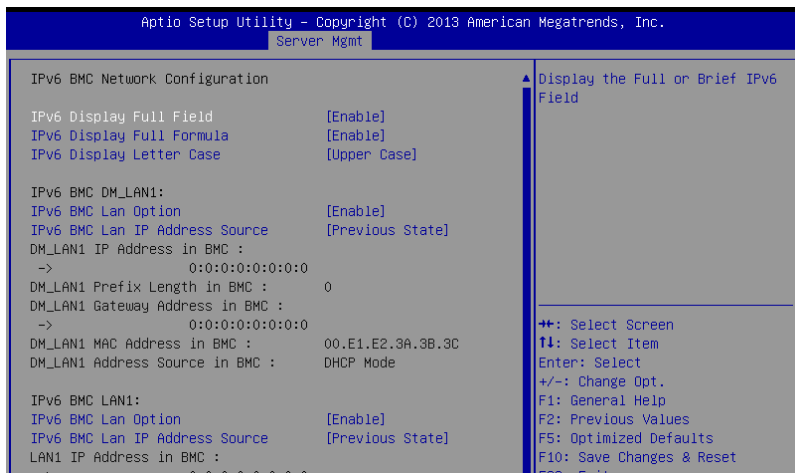 Aptio Setup Utility – Copyright (C) 2013 American Megatrends, Inc.
Server Mgmt
IPv6 BMC Network Configuration
IPv6 Display Full Field [Enable]
IPv6 Display Full Formula [Enable]
IPv6 Display Letter Case [Upper Case]
IPv6 BMC DM_LAN1:
IPv6 BMC Lan Option [Enable]
IPv6 BMC Lan IP Address Source [Previous State]
DM_LAN1 IP Address in BMC :
-> 0:0:0:0:0:0:0:0
DM_LAN1 Prefix Length in BMC : 0
DM_LAN1 Gateway Address in BMC :
-> 0:0:0:0:0:0:0:0
DM_LAN1 MAC Address in BMC : 00.E1.E2.3A.3B.3C
DM_LAN1 Address Source in BMC : DHCP Mode
IPv6 BMC LAN1:
IPv6 BMC Lan Option [Enable]
IPv6 BMC Lan IP Address Source [Previous State]
LAN1 IP Address in BMC :
Display the Full or Brief IPv6
Field
→←: Select Screen
↑↓: Select Item
Enter: Select
+/-: Change Opt.
F1: General Help
F2: Previous Values
F5: Optimized Defaults
F10: Save Changes & Reset